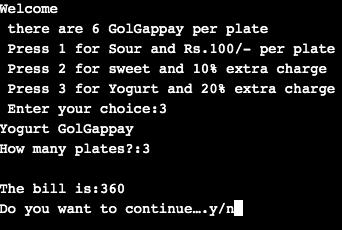 Welcome
there are 6 GolGappay per plate
Press 1 for Sour and Rs.100/- per plate
Press 2 for sweet and 10% extra charge
Press 3 for Yogurt and 20% extra charge
Enter your choice:3
Yogurt GolGappay
How many plates?:3
The bill is:360
Do you want to continue….y/n